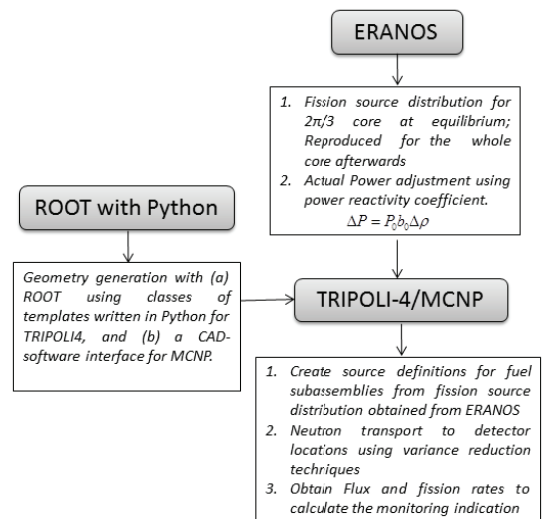 ERANOS
1. Fission source distribution for
2π/3 core at equilibrium;
Reproduced for the whole
core afterwards
2. Actual Power adjustment using
power reactivity coefficient.
ΔP = P₀b₀Δρ
ROOT with Python
Geometry generation with (a)
ROOT using classes of
templates written in Python for
TRIPOLI4, and (b) a CAD-
software interface for MCNP.
TRIPOLI-4/MCNP
1. Create source definitions for fuel
subassemblies from fission source
distribution obtained from ERANOS
2. Neutron transport to detector
locations using variance reduction
techniques
3. Obtain Flux and fission rates to
calculate the monitoring indication